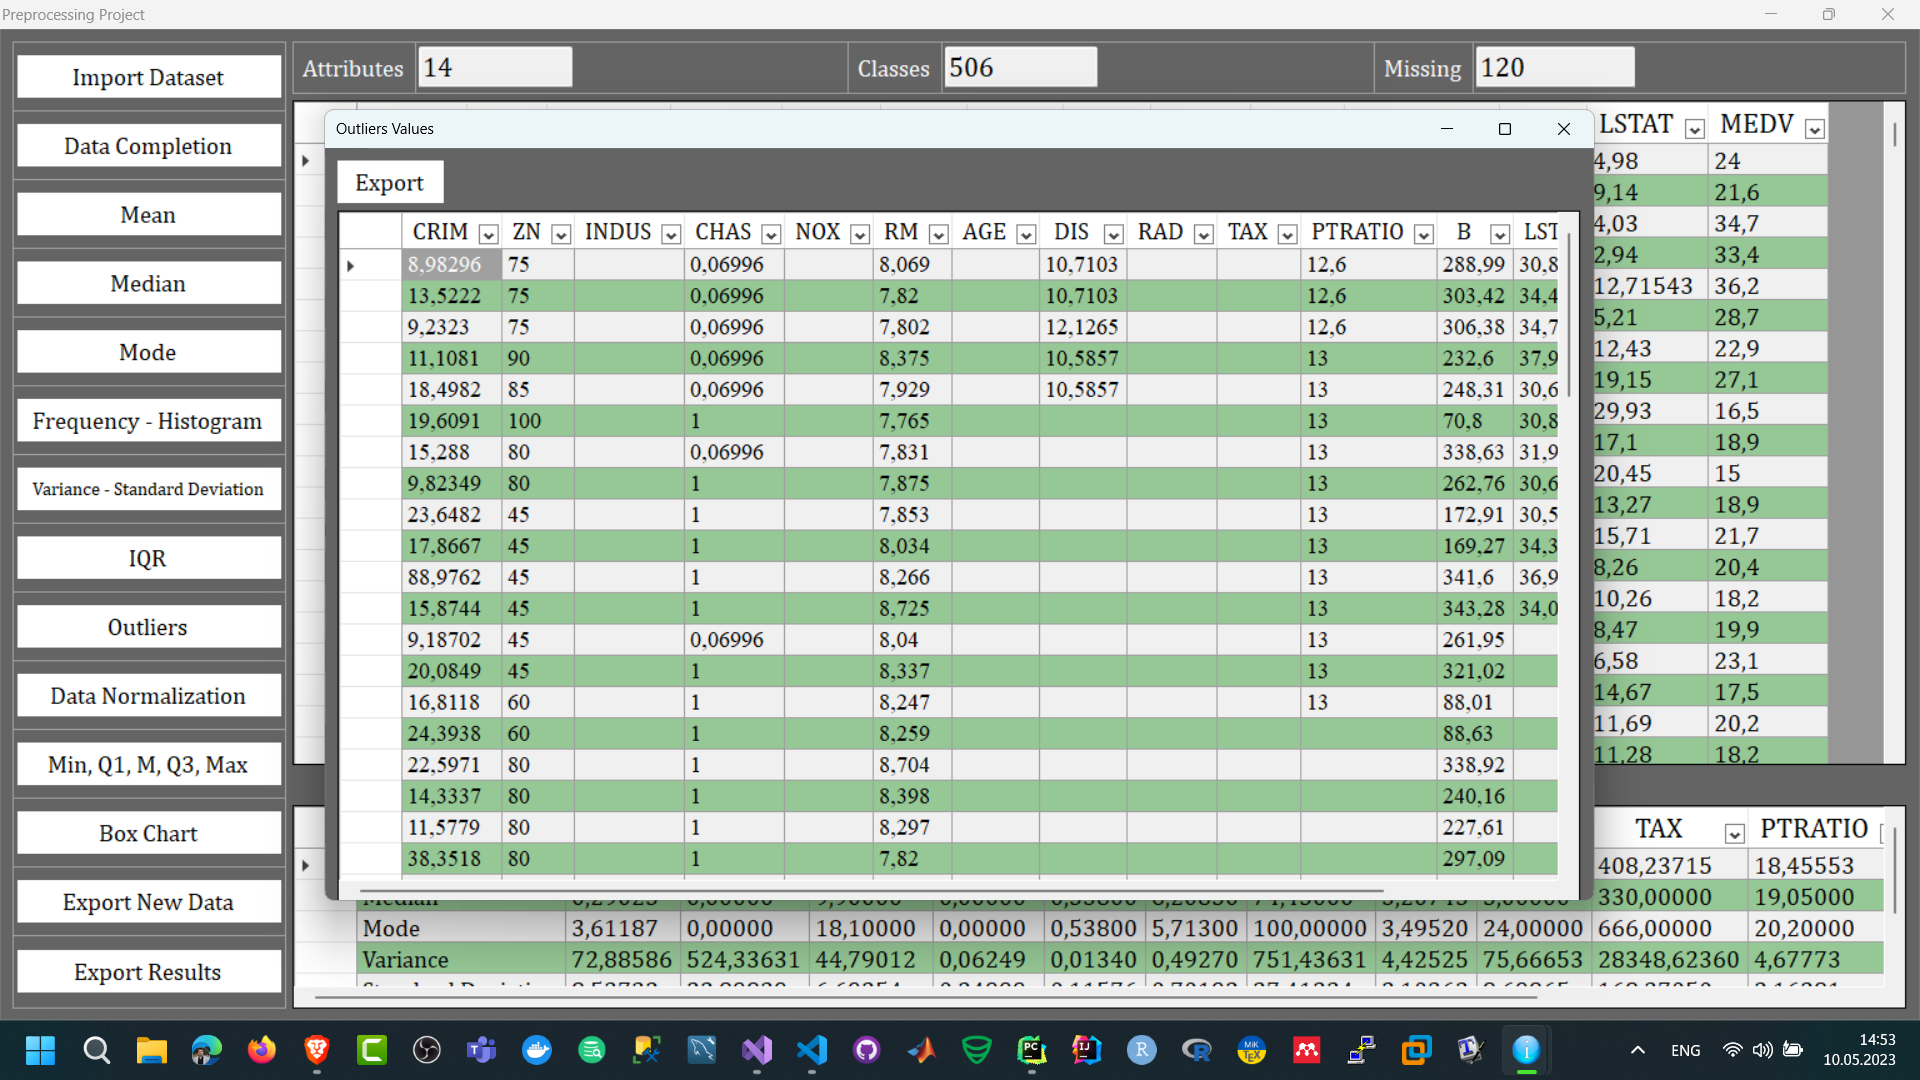 Preprocessing Project
Import Dataset
Data Completion
Mean
Median
Mode
Frequency - Histogram
Variance - Standard Deviation
IQR
Outliers
Data Normalization
Min, Q1, M, Q3, Max
Box Chart
Export New Data
Export Results
Attributes 14 Classes 506 Missing 120
Outliers Values
Export
CRIM ZN INDUS CHAS NOX RM AGE DIS RAD TAX PTRATIO B LST
8,98296 75 0,06996 8,069 10,7103 12,6 288,99 30,8
13,5222 75 0,06996 7,82 10,7103 12,6 303,42 34,4
9,2323 75 0,06996 7,802 12,1265 12,6 306,38 34,7
11,1081 90 0,06996 8,375 10,5857 13 232,6 37,9
18,4982 85 0,06996 7,929 10,5857 13 248,31 30,6
19,6091 100 1 7,765 13 70,8 30,8
15,288 80 0,06996 7,831 13 338,63 31,9
9,82349 80 1 7,875 13 262,76 30,6
23,6482 45 1 7,853 13 172,91 30,5
17,8667 45 1 8,034 13 169,27 34,3
88,9762 45 1 8,266 13 341,6 36,9
15,8744 45 1 8,725 13 343,28 34,0
9,18702 45 0,06996 8,04 13 261,95
20,0849 45 1 8,337 13 321,02
16,8118 60 1 8,247 13 88,01
24,3938 60 1 8,259 88,63
22,5971 80 1 8,704 338,92
14,3337 80 1 8,398 240,16
11,5779 80 1 8,297 227,61
38,3518 80 1 7,82 297,09
LSTAT MEDV
4,98 24
9,14 21,6
4,03 34,7
2,94 33,4
12,71543 36,2
5,21 28,7
12,43 22,9
19,15 27,1
29,93 16,5
17,1 18,9
20,45 15
13,27 18,9
15,71 21,7
8,26 20,4
10,26 18,2
8,47 19,9
6,58 23,1
14,67 17,5
11,69 20,2
11,28 18,2
TAX PTRATIO
408,23715 18,45553
330,00000 19,05000
Mode 3,61187 0,00000 18,10000 0,00000 0,53800 5,71300 100,00000 3,49520 24,00000 666,00000 20,20000
Variance 72,88586 524,33631 44,79012 0,06249 0,01340 0,49270 751,43631 4,42525 75,66653 28348,62360 4,67773
ENG
14:53
10.05.2023